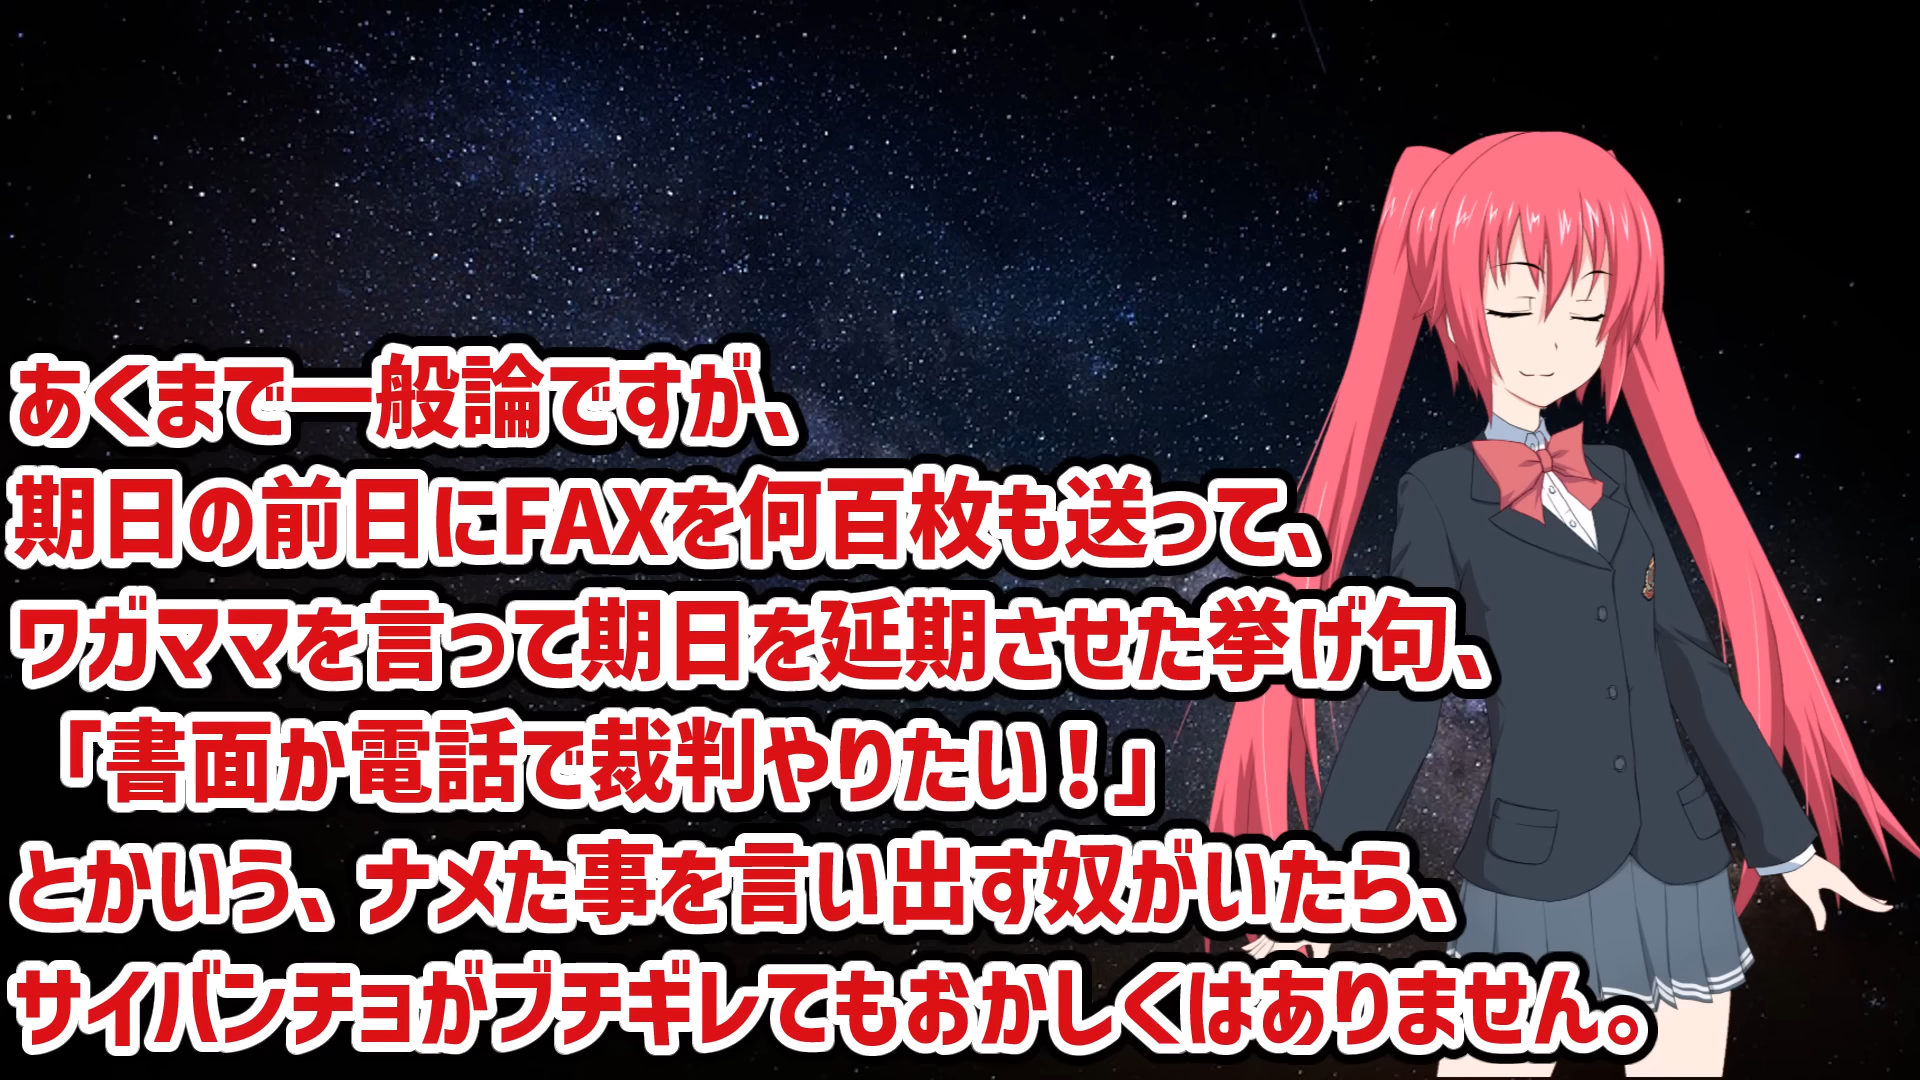 あくまで一般論ですが、
期日の前日にFAXを何百枚も送って、
ワガママを言って期日を延期させた挙げ句、
「書面か電話で裁判やりたい！」
とかいう、ナメた事を言い出す奴がいたら、
サイバンチョがブチギレてもおかしくはありません。